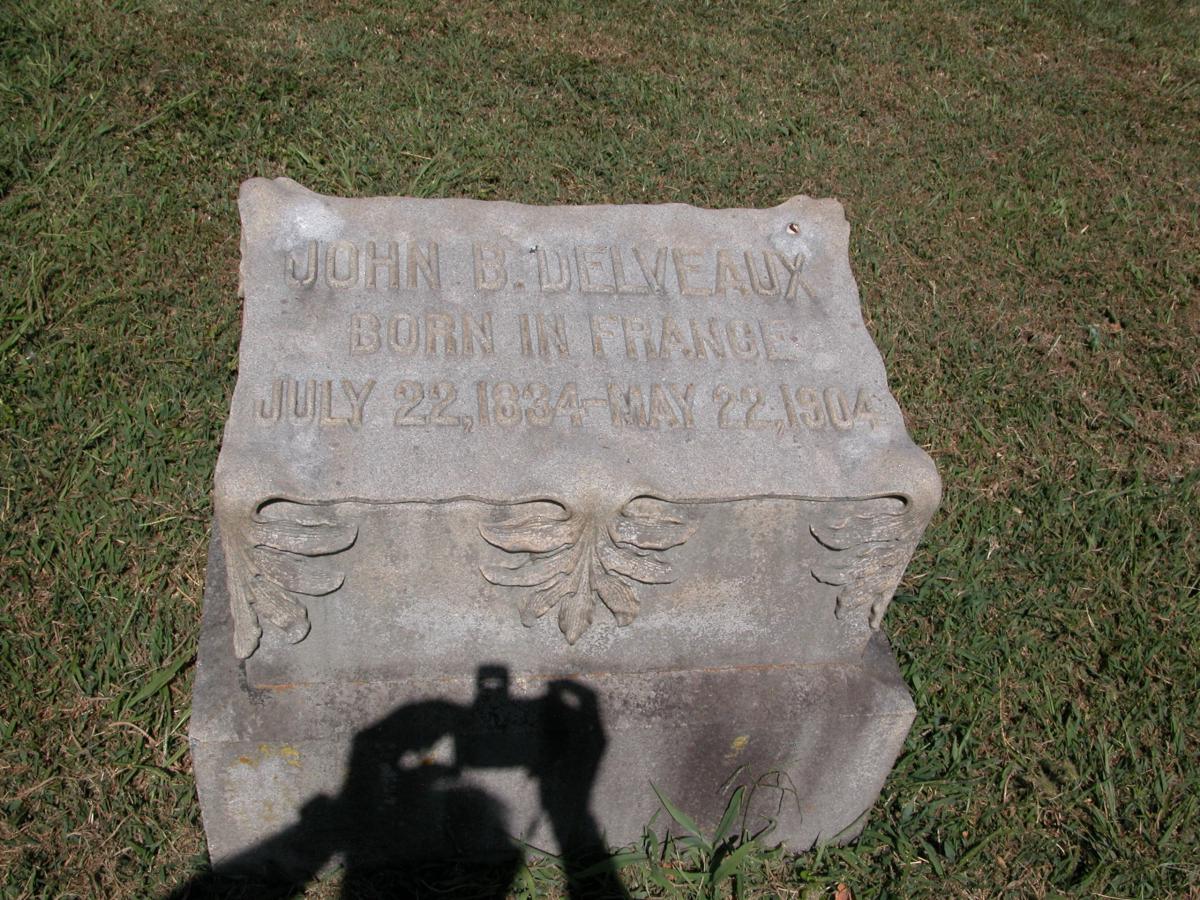 JOHN B. DELVEAUX
BORN IN FRANCE
JULY 22, 1834-MAY 22, 1904